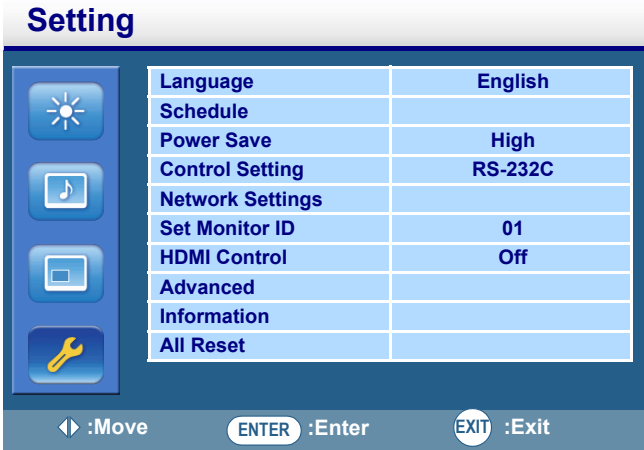 Setting
Language English
Schedule
Power Save High
Control Setting RS-232C
Network Settings
Set Monitor ID 01
HDMI Control Off
Advanced
Information
All Reset
:Move ENTER :Enter EXIT :Exit